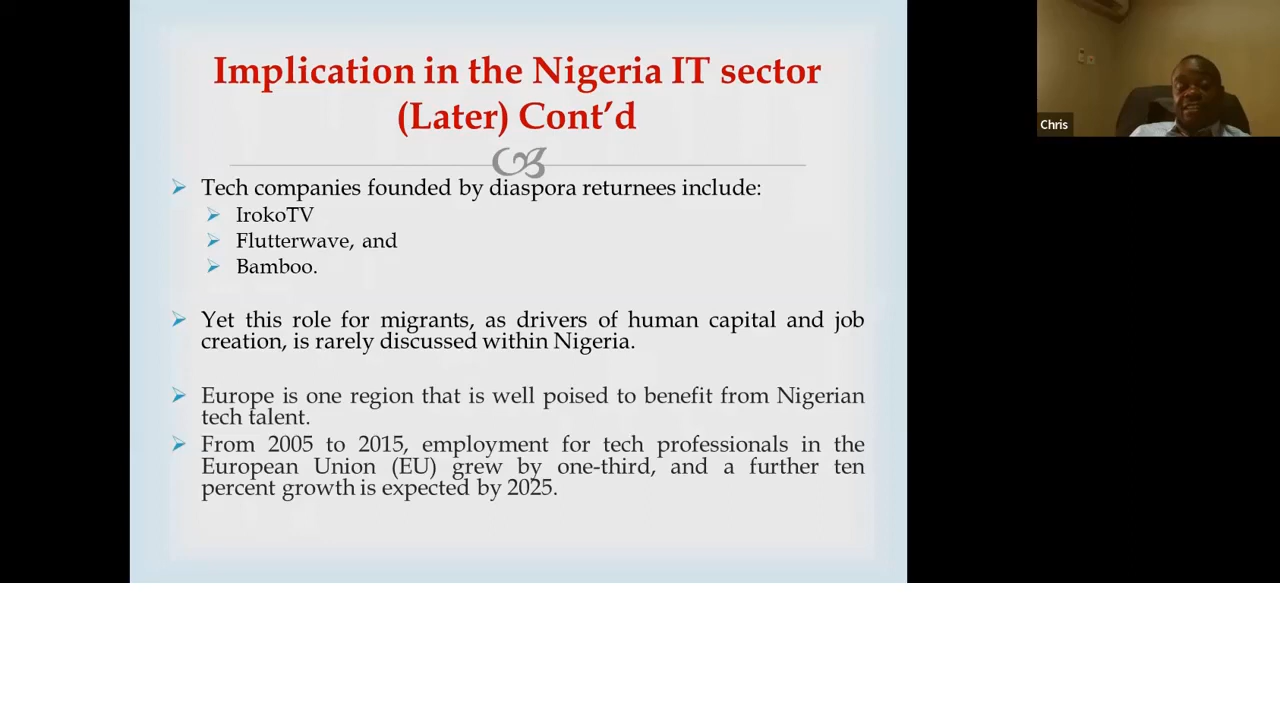 Implication in the Nigeria IT sector
(Later) Cont’d
Tech companies founded by diaspora returnees include:
IrokoTV
Flutterwave, and
Bamboo.
Yet this role for migrants, as drivers of human capital and job
creation, is rarely discussed within Nigeria.
Europe is one region that is well poised to benefit from Nigerian
tech talent.
From 2005 to 2015, employment for tech professionals in the
European Union (EU) grew by one-third, and a further ten
percent growth is expected by 2025.
Chris